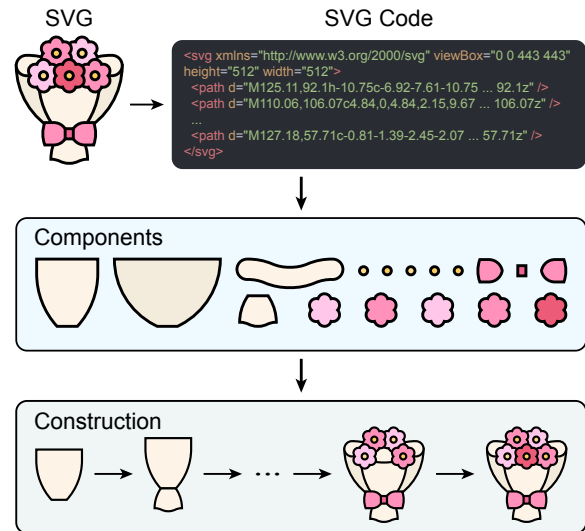 SVG
SVG Code
<svg xmlns="http://www.w3.org/2000/svg" viewBox="0 0 443 443"
height="512" width="512">
<path d="M125.11,92.1h-10.75c-6.92-7.61-10.75 ... 92.1z" />
<path d="M110.06,106.07c4.84,0,4.84,2.15,9.67 ... 106.07z" />
...
<path d="M127.18,57.71c-0.81-1.39-2.45-2.07 ... 57.71z" />
</svg>
Components
Construction
...